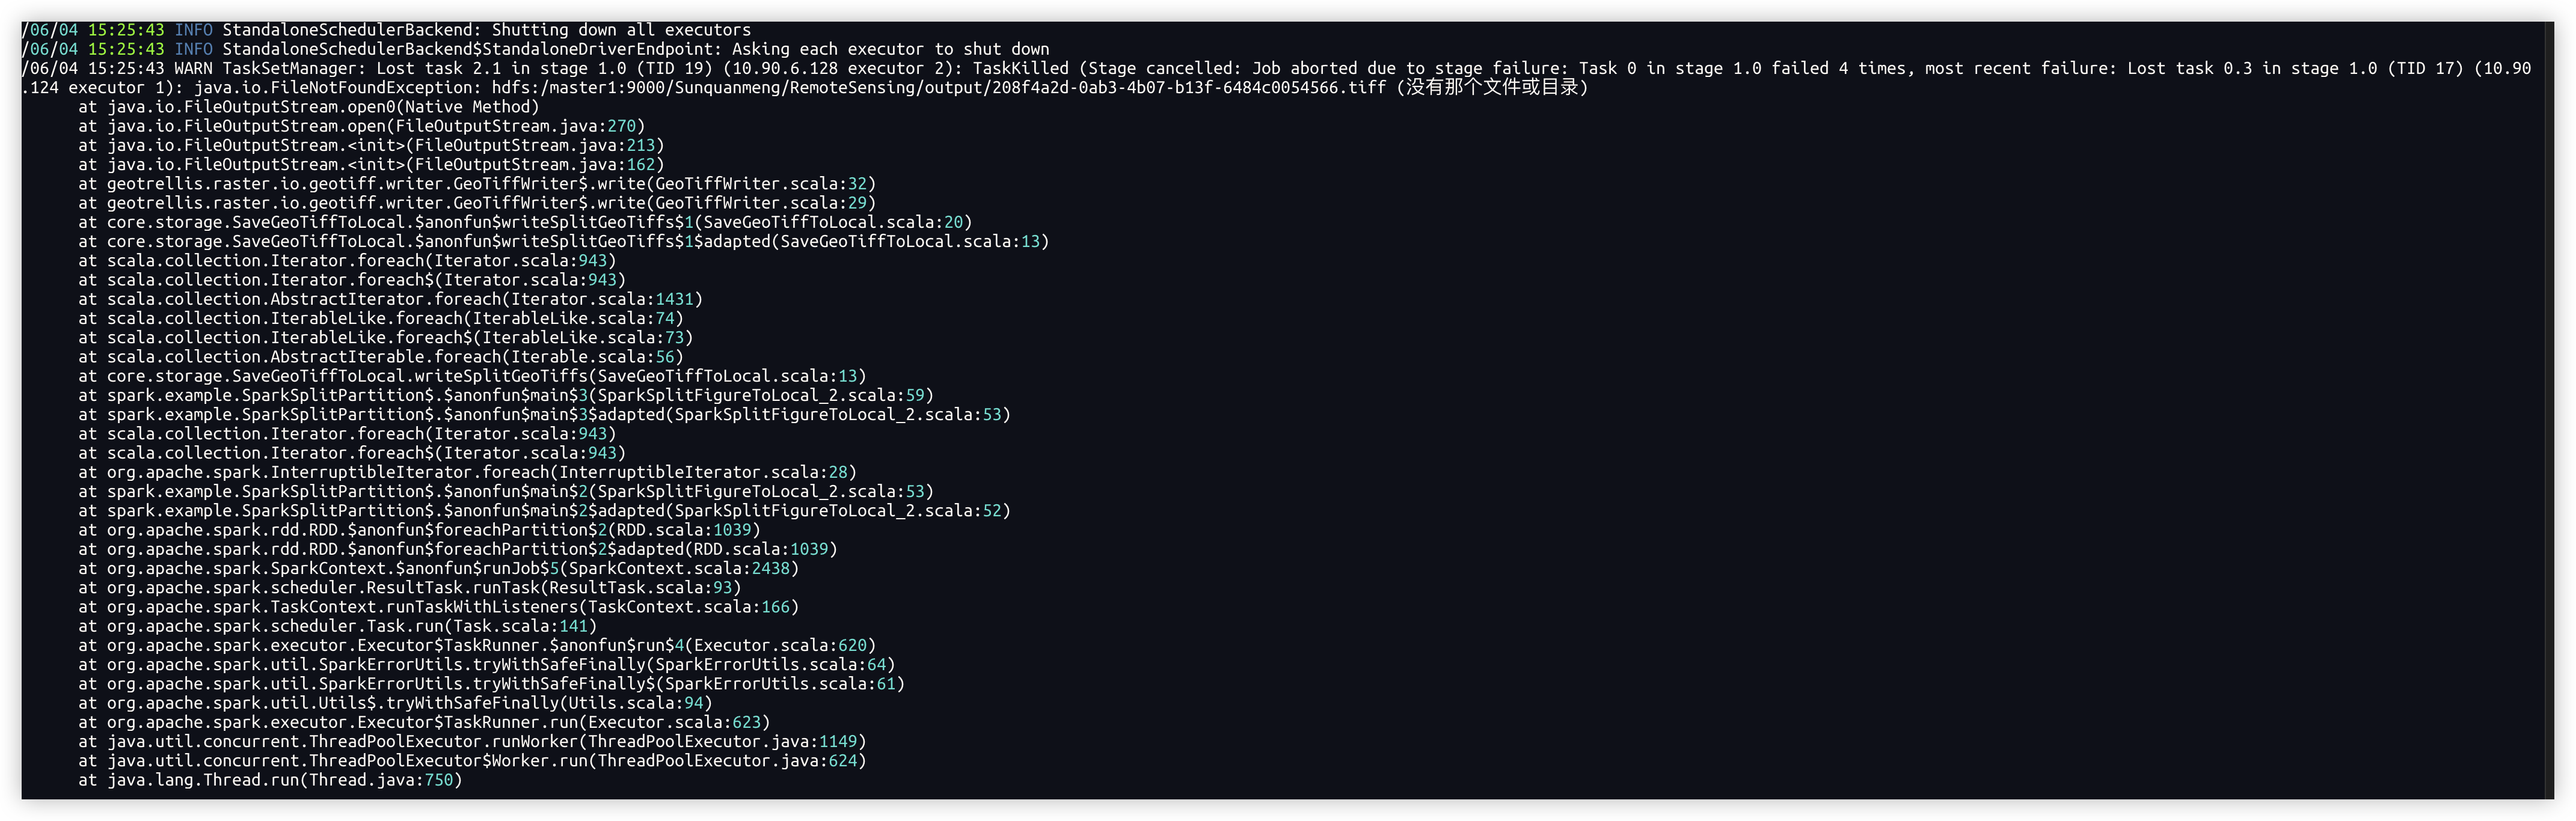 /06/04 15:25:43 INFO StandaloneSchedulerBackend: Shutting down all executors
/06/04 15:25:43 INFO StandaloneSchedulerBackend$StandaloneDriverEndpoint: Asking each executor to shut down
/06/04 15:25:43 WARN TaskSetManager: Lost task 2.1 in stage 1.0 (TID 19) (10.90.6.128 executor 2): TaskKilled (Stage cancelled: Job aborted due to stage failure: Task 0 in stage 1.0 failed 4 times, most recent failure: Lost task 0.3 in stage 1.0 (TID 17) (10.90
.124 executor 1): java.io.FileNotFoundException: hdfs:/master1:9000/Sunquanmeng/RemoteSensing/output/208f4a2d-0ab3-4b07-b13f-6484c0054566.tiff (没有那个文件或目录)
at java.io.FileOutputStream.open0(Native Method)
at java.io.FileOutputStream.open(FileOutputStream.java:270)
at java.io.FileOutputStream.<init>(FileOutputStream.java:213)
at java.io.FileOutputStream.<init>(FileOutputStream.java:162)
at geotrellis.raster.io.geotiff.writer.GeoTiffWriter$.write(GeoTiffWriter.scala:32)
at geotrellis.raster.io.geotiff.writer.GeoTiffWriter$.write(GeoTiffWriter.scala:29)
at core.storage.SaveGeoTiffToLocal.$anonfun$writeSplitGeoTiffs$1(SaveGeoTiffToLocal.scala:20)
at core.storage.SaveGeoTiffToLocal.$anonfun$writeSplitGeoTiffs$1$adapted(SaveGeoTiffToLocal.scala:13)
at scala.collection.Iterator.foreach(Iterator.scala:943)
at scala.collection.Iterator.foreach$(Iterator.scala:943)
at scala.collection.AbstractIterator.foreach(Iterator.scala:1431)
at scala.collection.IterableLike.foreach(IterableLike.scala:74)
at scala.collection.IterableLike.foreach$(IterableLike.scala:73)
at scala.collection.AbstractIterable.foreach(Iterable.scala:56)
at core.storage.SaveGeoTiffToLocal.writeSplitGeoTiffs(SaveGeoTiffToLocal.scala:13)
at spark.example.SparkSplitPartition$.$anonfun$main$3(SparkSplitFigureToLocal_2.scala:59)
at spark.example.SparkSplitPartition$.$anonfun$main$3$adapted(SparkSplitFigureToLocal_2.scala:53)
at scala.collection.Iterator.foreach(Iterator.scala:943)
at scala.collection.Iterator.foreach$(Iterator.scala:943)
at org.apache.spark.InterruptibleIterator.foreach(InterruptibleIterator.scala:28)
at spark.example.SparkSplitPartition$.$anonfun$main$2(SparkSplitFigureToLocal_2.scala:53)
at spark.example.SparkSplitPartition$.$anonfun$main$2$adapted(SparkSplitFigureToLocal_2.scala:52)
at org.apache.spark.rdd.RDD.$anonfun$foreachPartition$2(RDD.scala:1039)
at org.apache.spark.rdd.RDD.$anonfun$foreachPartition$2$adapted(RDD.scala:1039)
at org.apache.spark.SparkContext.$anonfun$runJob$5(SparkContext.scala:2438)
at org.apache.spark.scheduler.ResultTask.runTask(ResultTask.scala:93)
at org.apache.spark.TaskContext.runTaskWithListeners(TaskContext.scala:166)
at org.apache.spark.scheduler.Task.run(Task.scala:141)
at org.apache.spark.executor.Executor$TaskRunner.$anonfun$run$4(Executor.scala:620)
at org.apache.spark.util.SparkErrorUtils.tryWithSafeFinally(SparkErrorUtils.scala:64)
at org.apache.spark.util.SparkErrorUtils.tryWithSafeFinally$(SparkErrorUtils.scala:61)
at org.apache.spark.util.Utils$.tryWithSafeFinally(Utils.scala:94)
at org.apache.spark.executor.Executor$TaskRunner.run(Executor.scala:623)
at java.util.concurrent.ThreadPoolExecutor.runWorker(ThreadPoolExecutor.java:1149)
at java.util.concurrent.ThreadPoolExecutor$Worker.run(ThreadPoolExecutor.java:624)
at java.lang.Thread.run(Thread.java:750)